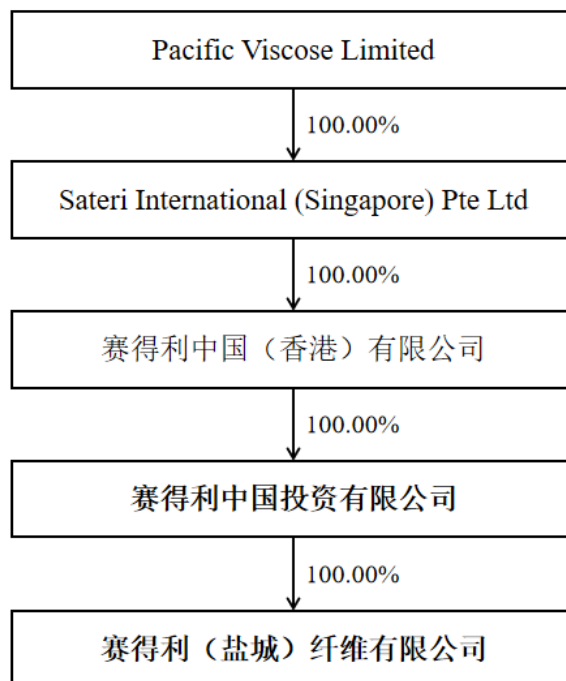 Pacific Viscose Limited
100.00%
Sateri International (Singapore) Pte Ltd
100.00%
赛得利中国（香港）有限公司
100.00%
赛得利中国投资有限公司
100.00%
赛得利（盐城）纤维有限公司